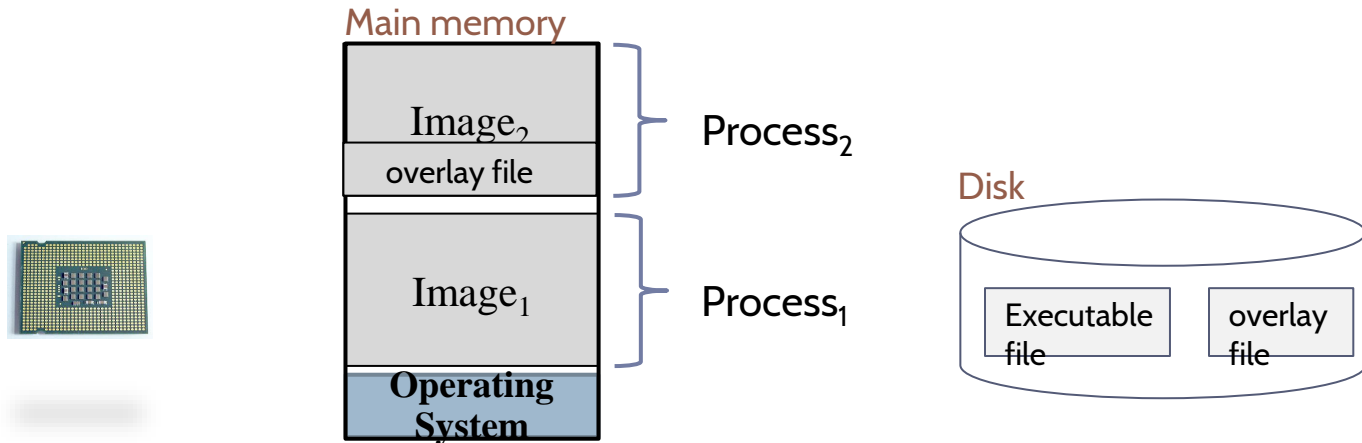 Main memory
Image₂
overlay file
Process₂
Image₁
Process₁
Operating
System
Disk
Executable
file
overlay
file